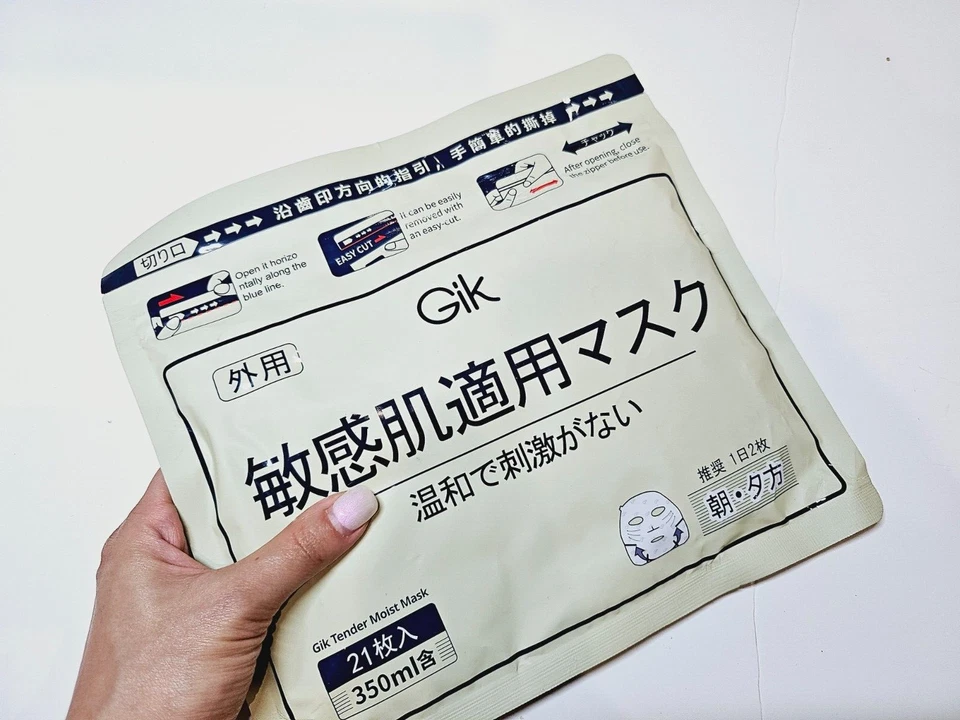 切り口
沿齒印方向的指引，手簡單的撕掉
チャック
Open it horizo
ntally along the
blue line.
EASY CUT
it can be easily
removed with
an easy-cut.
After opening, close
the zipper before use.
Gik
外用
敏感肌適用マスク
温和で刺激がない
推奨 1日2枚
朝・夕方
Gik Tender Moist Mask
21枚入
350ml含